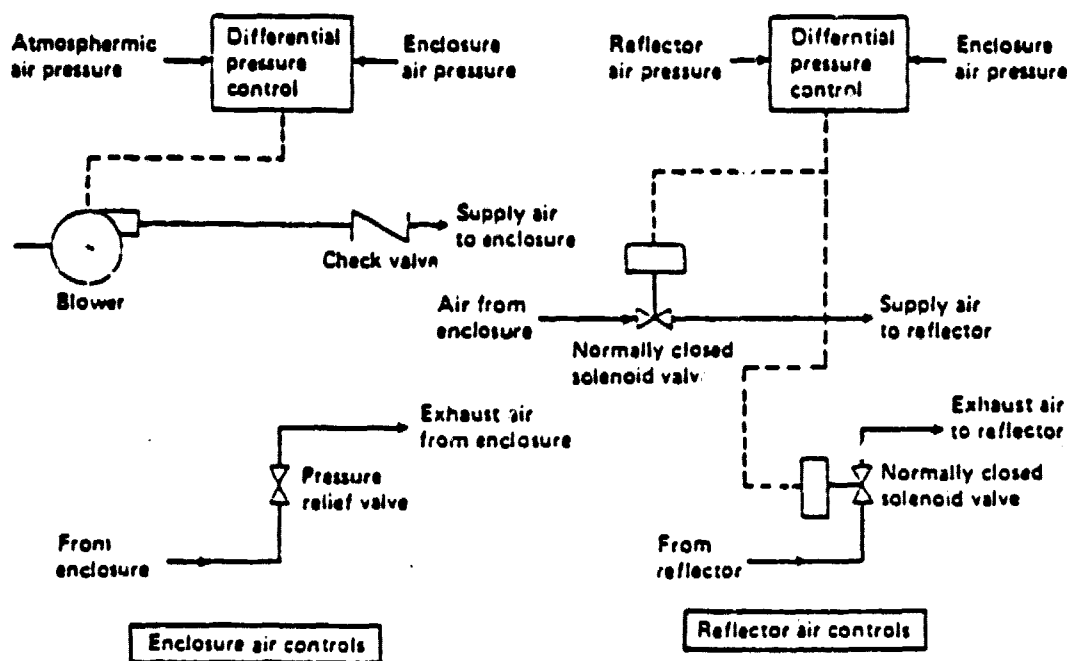 Atmosphermic
air pressure
Differential
pressure
control
Enclosure
air pressure
Blower
Check valve
Supply air
to enclosure
Exhaust air
from enclosure
Pressure
relief valve
From
enclosure
Enclosure air controls
Reflector
air pressure
Differntial
pressure
control
Enclosure
air pressure
Air from
enclosure
Normally closed
solenoid valv
Supply air
to reflector
Exhaust air
to reflector
Normally closed
solenoid valve
From
reflector
Reflector air controls